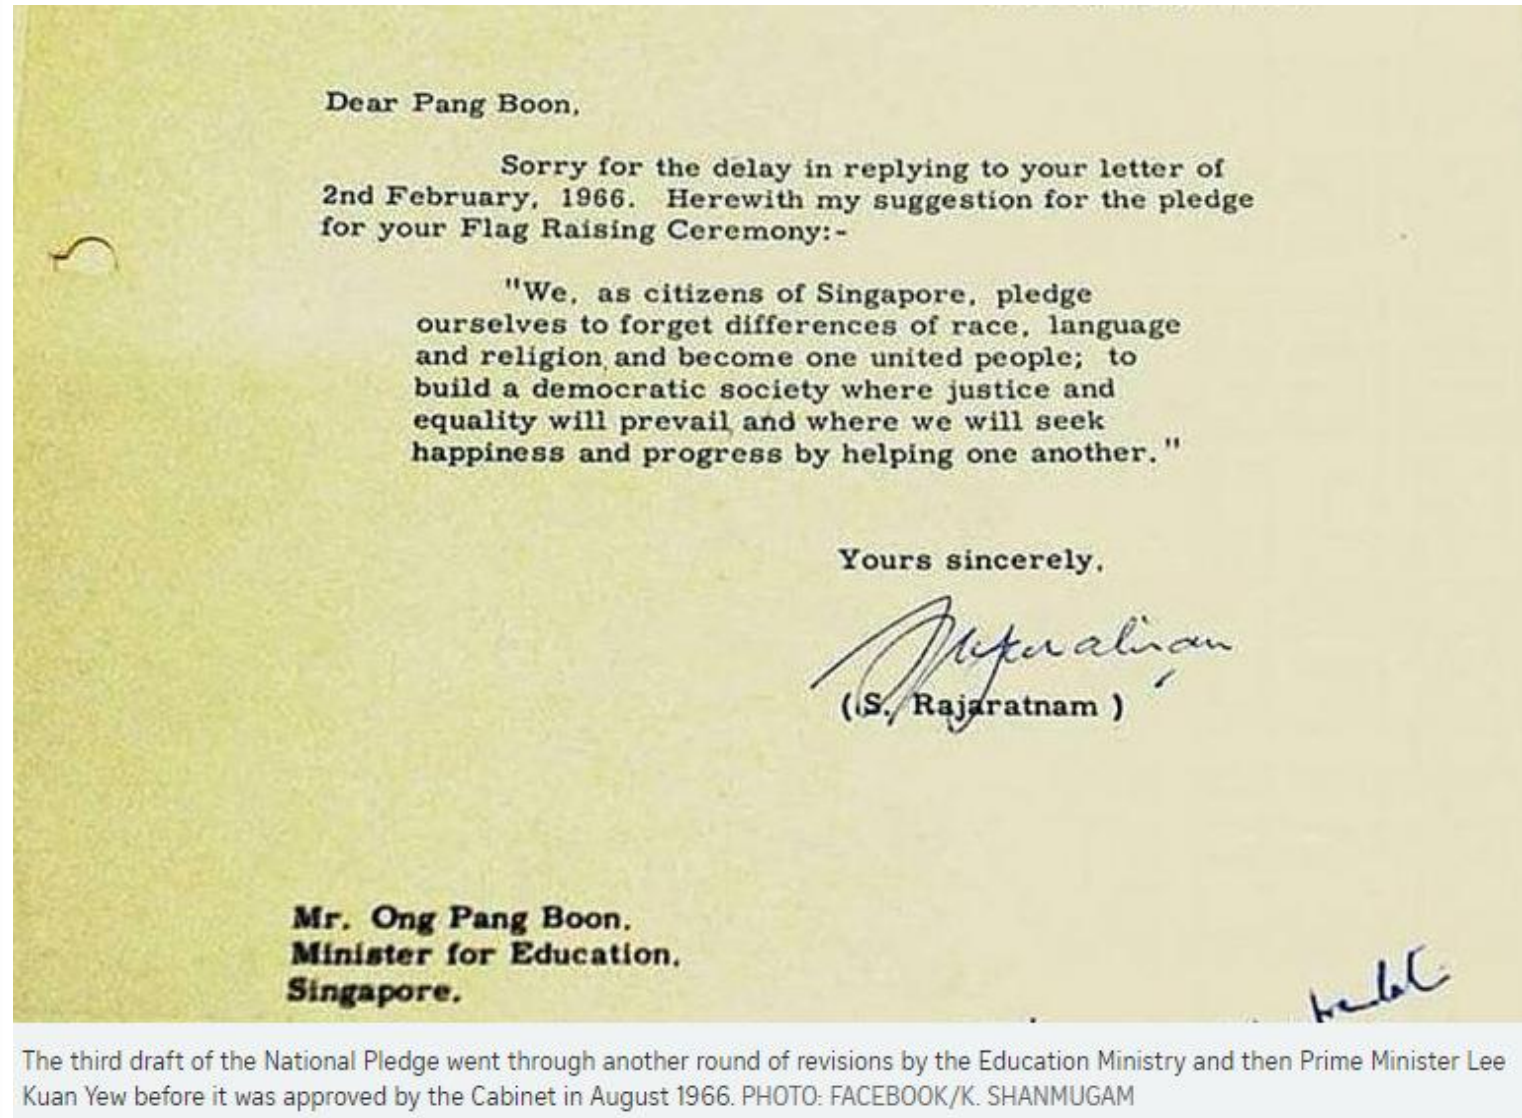 Dear Pang Boon,
Sorry for the delay in replying to your letter of
2nd February, 1966. Herewith my suggestion for the pledge
for your Flag Raising Ceremony:-
"We, as citizens of Singapore, pledge
ourselves to forget differences of race, language
and religion and become one united people; to
build a democratic society where justice and
equality will prevail and where we will seek
happiness and progress by helping one another."
Yours sincerely,
(S. Rajaratnam )
Mr. Ong Pang Boon,
Minister for Education,
Singapore.
The third draft of the National Pledge went through another round of revisions by the Education Ministry and then Prime Minister Lee
Kuan Yew before it was approved by the Cabinet in August 1966. PHOTO: FACEBOOK/K. SHANMUGAM